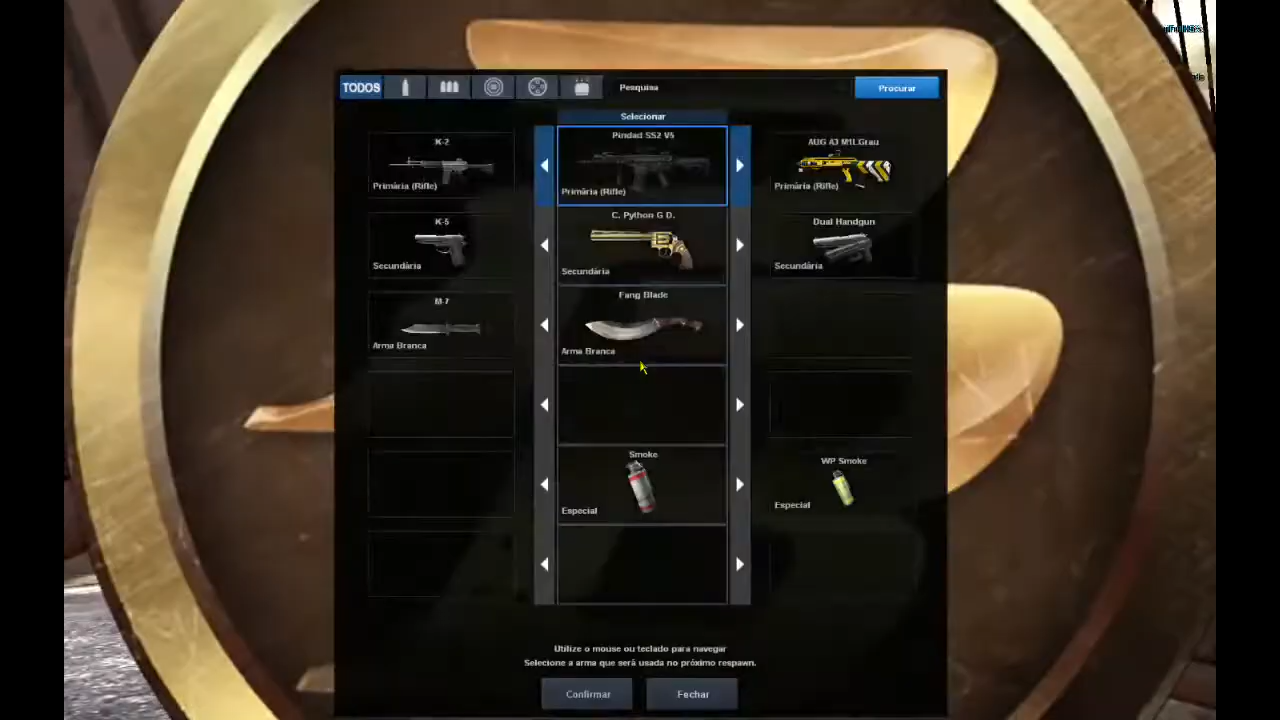 TODOS
Pesquisa
Procurar
Selecionar
K-2
Primária (Rifle)
Pindad SS2 V5
Primária (Rifle)
AUG A3 M1LGrau
Primária (Rifle)
K-5
Secundária
C. Python G D.
Secundária
Dual Handgun
Secundária
M-7
Arma Branca
Fang Blade
Arma Branca
Smoke
Especial
WP Smoke
Especial
Utilize o mouse ou teclado para navegar
Selecione a arma que será usada no próximo respawn.
Confirmar
Fechar